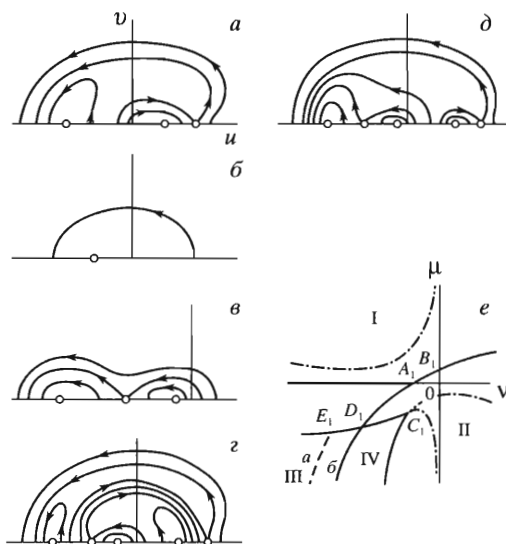 υ
а
и
б
в
г
д
е
μ
I
A₁
B₁
ν
0
E₁
D₁
C₁
II
а
III
б
IV